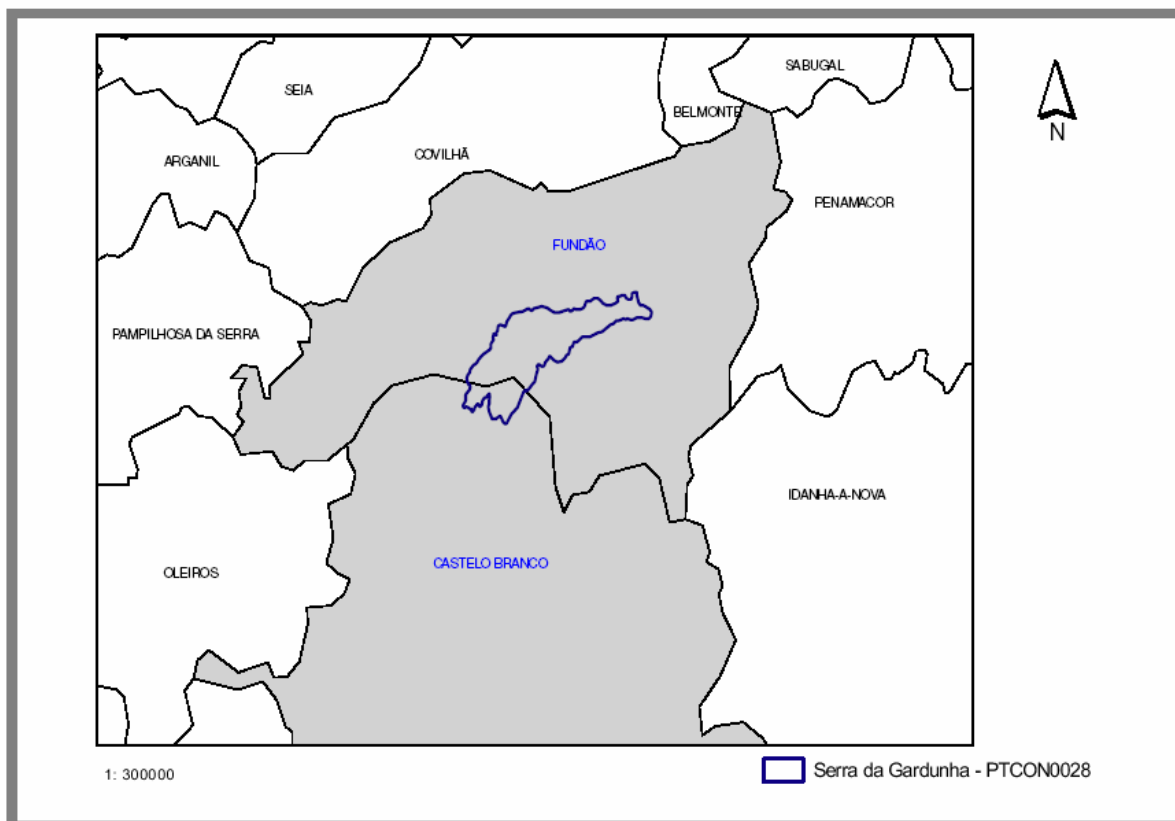 SABUGAL
SEIA
BELMONTE
N
COVILHÃ
ARGANIL
PENAMACOR
FUNDÃO
PAMPILHOSA DA SERRA
IDANHA-A-NOVA
CASTELO BRANCO
OLEIROS
1: 300000
Serra da Gardunha - PTCON0028